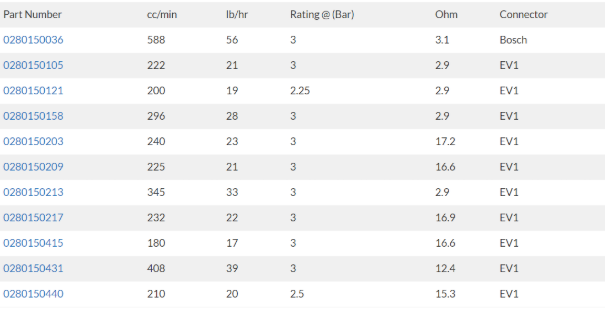 Part Number cc/min lb/hr Rating @ (Bar) Ohm Connector
0280150036 588 56 3 3.1 Bosch
0280150105 222 21 3 2.9 EV1
0280150121 200 19 2.25 2.9 EV1
0280150158 296 28 3 2.9 EV1
0280150203 240 23 3 17.2 EV1
0280150209 225 21 3 16.6 EV1
0280150213 345 33 3 2.9 EV1
0280150217 232 22 3 16.9 EV1
0280150415 180 17 3 16.6 EV1
0280150431 408 39 3 12.4 EV1
0280150440 210 20 2.5 15.3 EV1